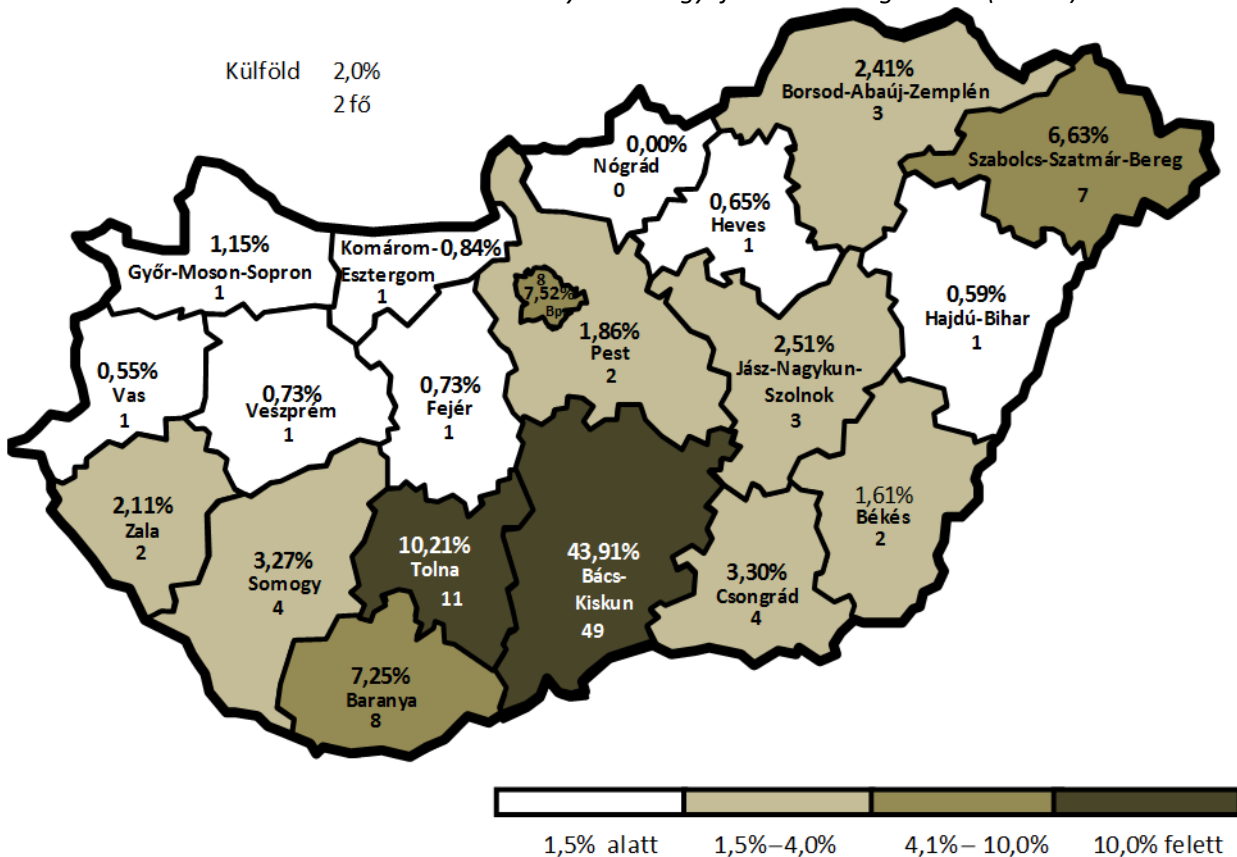 Külföld 2,0%
2 fő
2,41%
Borsod-Abaúj-Zemplén
3
6,63%
Szabolcs-Szatmár-Bereg
7
0,00%
Nógrád
0
0,65%
Heves
1
1,15%
Győr-Moson-Sopron
1
Komárom- 0,84%
Esztergom
1
8
7,52%
Bp
1,86%
Pest
2
2,51%
Jász-Nagykun-
Szolnok
3
0,59%
Hajdú-Bihar
1
0,55%
Vas
1
0,73%
Veszprém
1
0,73%
Fejér
1
2,11%
Zala
2
3,27%
Somogy
4
10,21%
Tolna
11
43,91%
Bács-
Kiskun
49
3,30%
Csongrád
4
1,61%
Békés
2
7,25%
Baranya
8
1,5% alatt 1,5%–4,0% 4,1%– 10,0% 10,0% felett